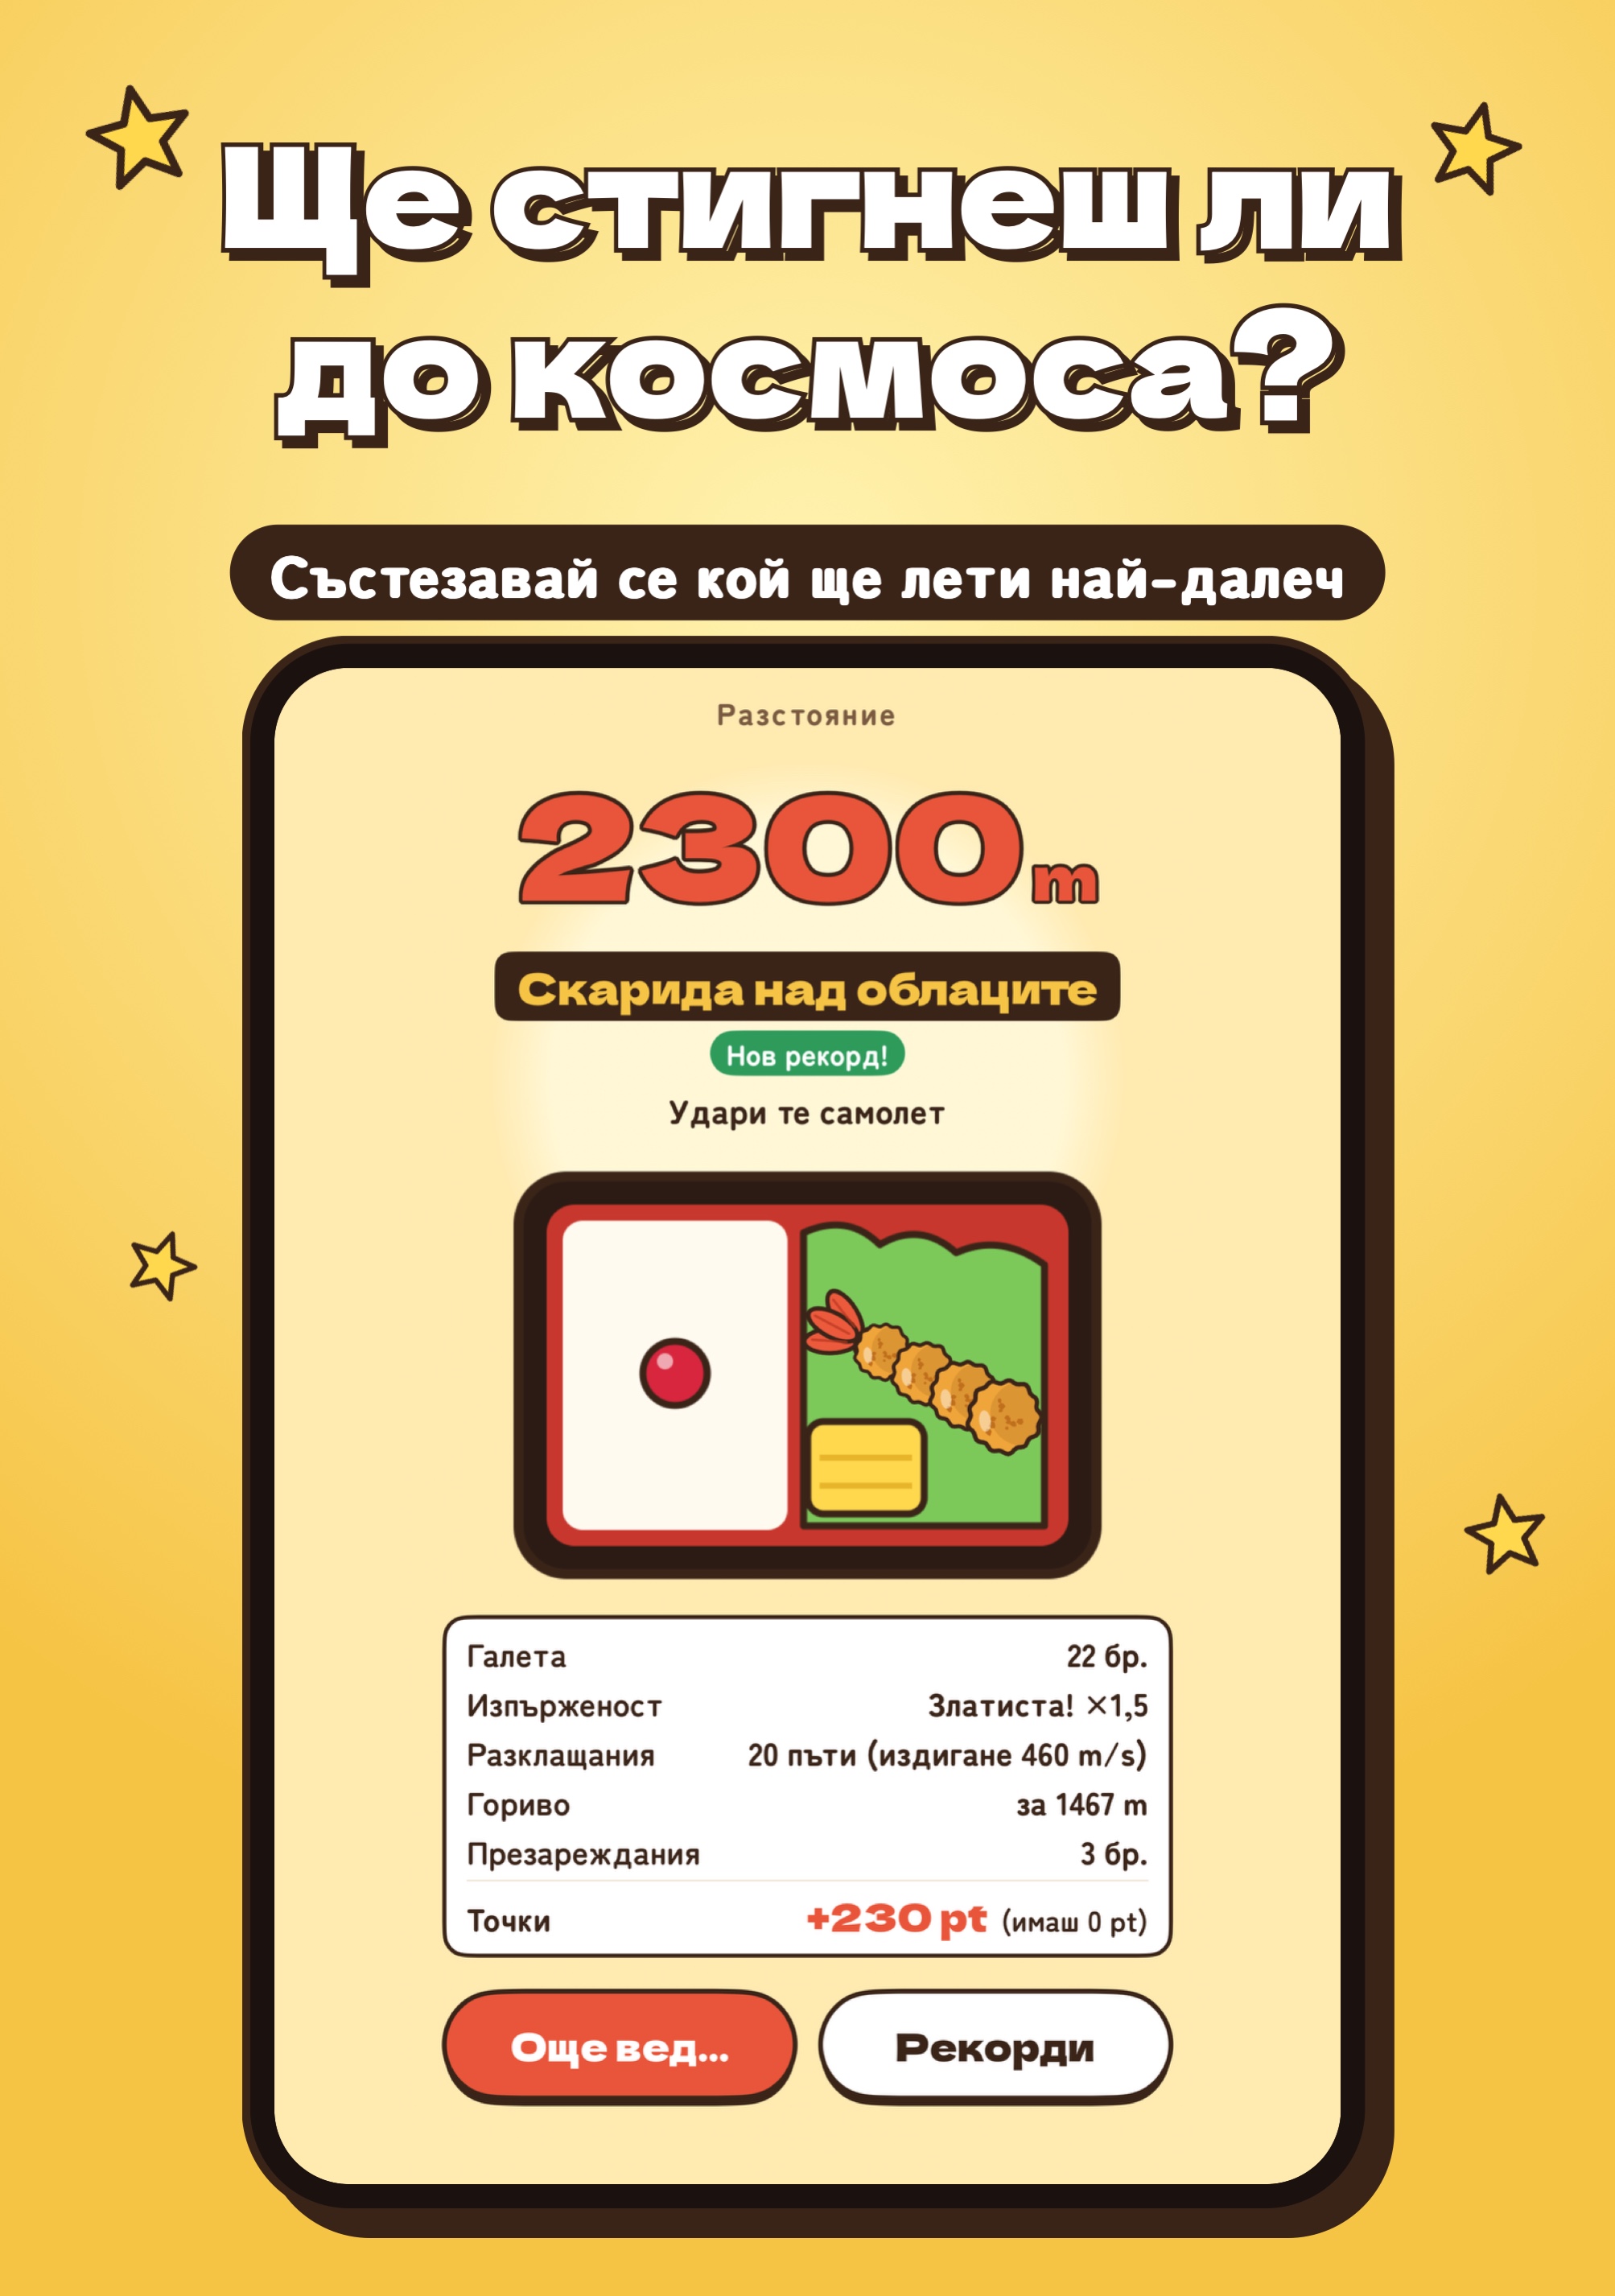 Ще стигнеш ли
до космоса?
Състезавай се кой ще лети най-далеч
Разстояние
2300 m
Скарида над облаците
Нов рекорд!
Удари те самолет
Галета 22 бр.
Изпърженост Златиста! ×1,5
Разклащания 20 пъти (издигане 460 m/s)
Гориво за 1467 m
Презареждания 3 бр.
Точки +230 pt (имаш 0 pt)
Още вед... Рекорди